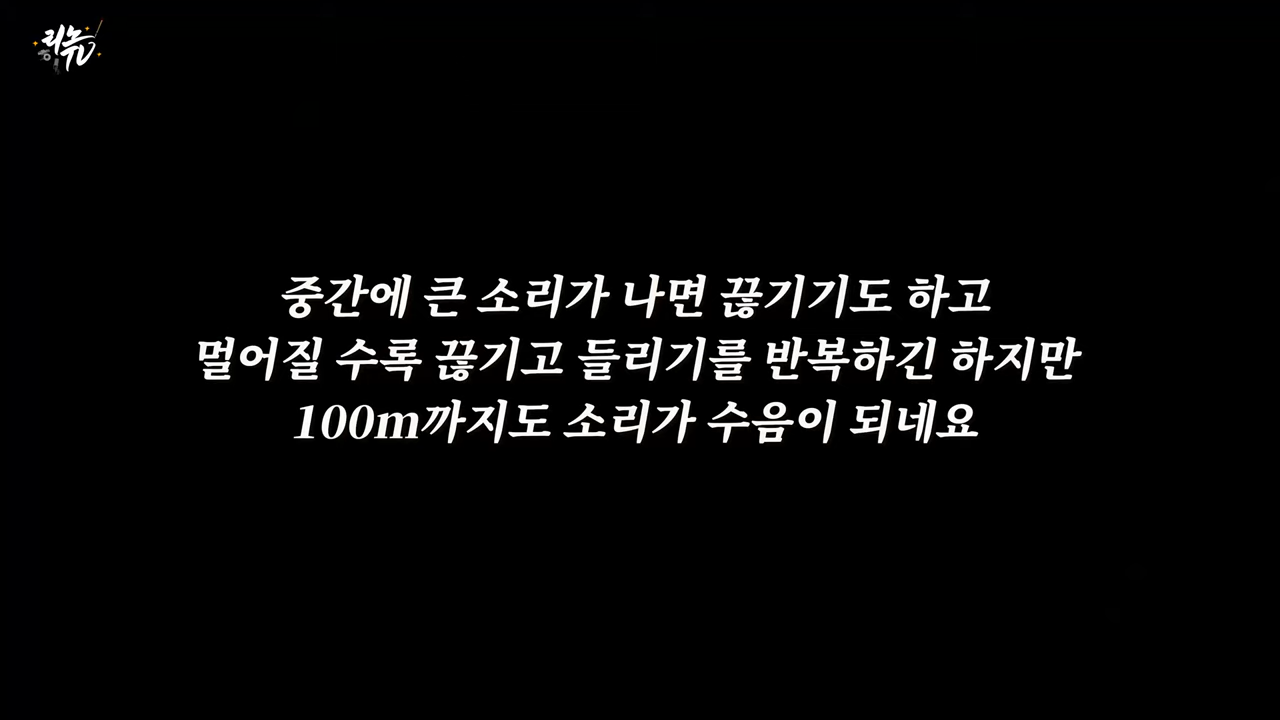 중간에 큰 소리가 나면 끊기기도 하고
멀어질 수록 끊기고 들리기를 반복하긴 하지만
100m까지도 소리가 수음이 되네요